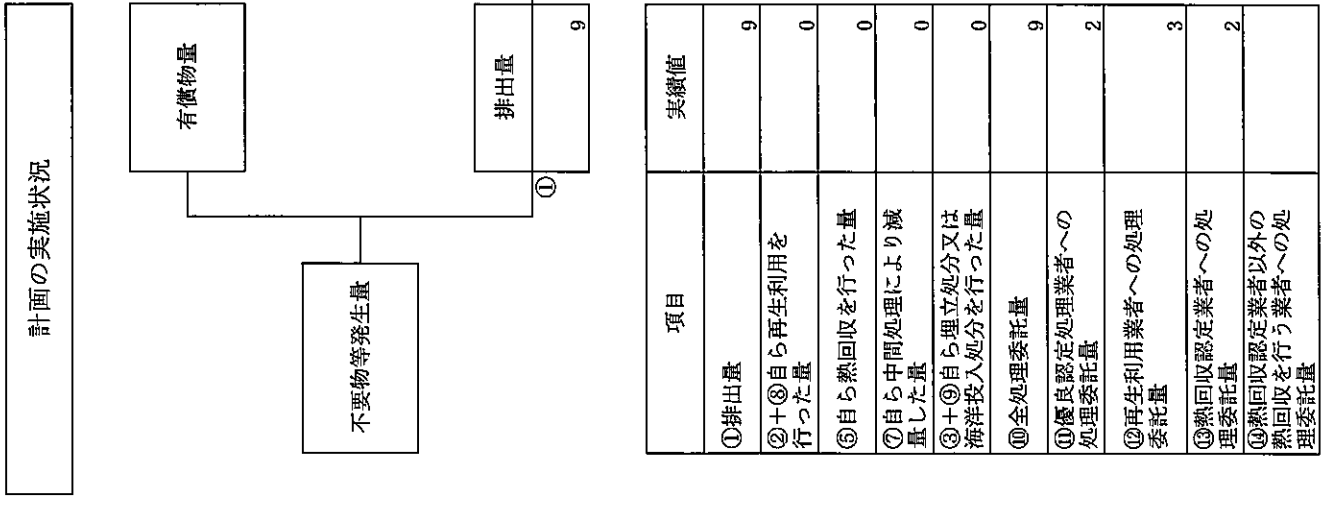 計画の実施状況
不要物等発生量
有償物量
①
排出量
9
項目
実績値
①排出量
9
②+⑧自ら再生利用を
行った量
0
⑤自ら熱回収を行った量
0
⑦自ら中間処理により減
量した量
0
③+⑨自ら埋立処分又は
海洋投入処分を行った量
0
⑩全処理委託量
9
⑪優良認定処理業者への
処理委託量
2
⑫再生利用業者への処理
委託量
3
⑬熱回収認定業者への処
理委託量
2
⑭熱回収認定業者以外の
熱回収を行う業者への処
理委託量